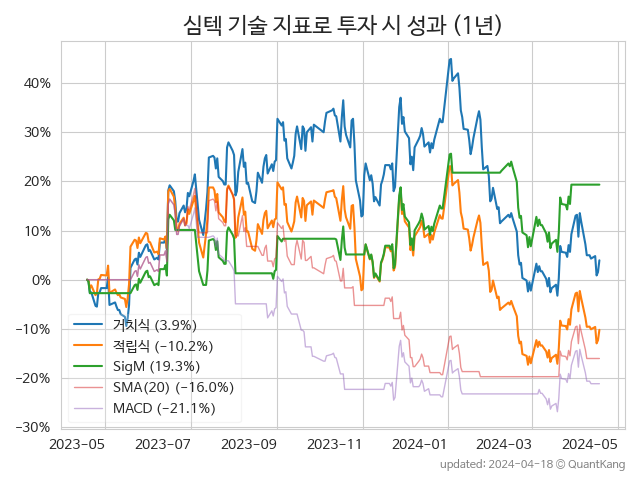 심텍 기술 지표로 투자 시 성과 (1년)
40%
30%
20%
10%
0%
−10%
−20%
−30%
거치식 (3.9%)
적립식 (−10.2%)
SigM (19.3%)
SMA(20) (−16.0%)
MACD (−21.1%)
2023-05 2023-07 2023-09 2023-11 2024-01 2024-03 2024-05
updated: 2024-04-18 © QuantKang